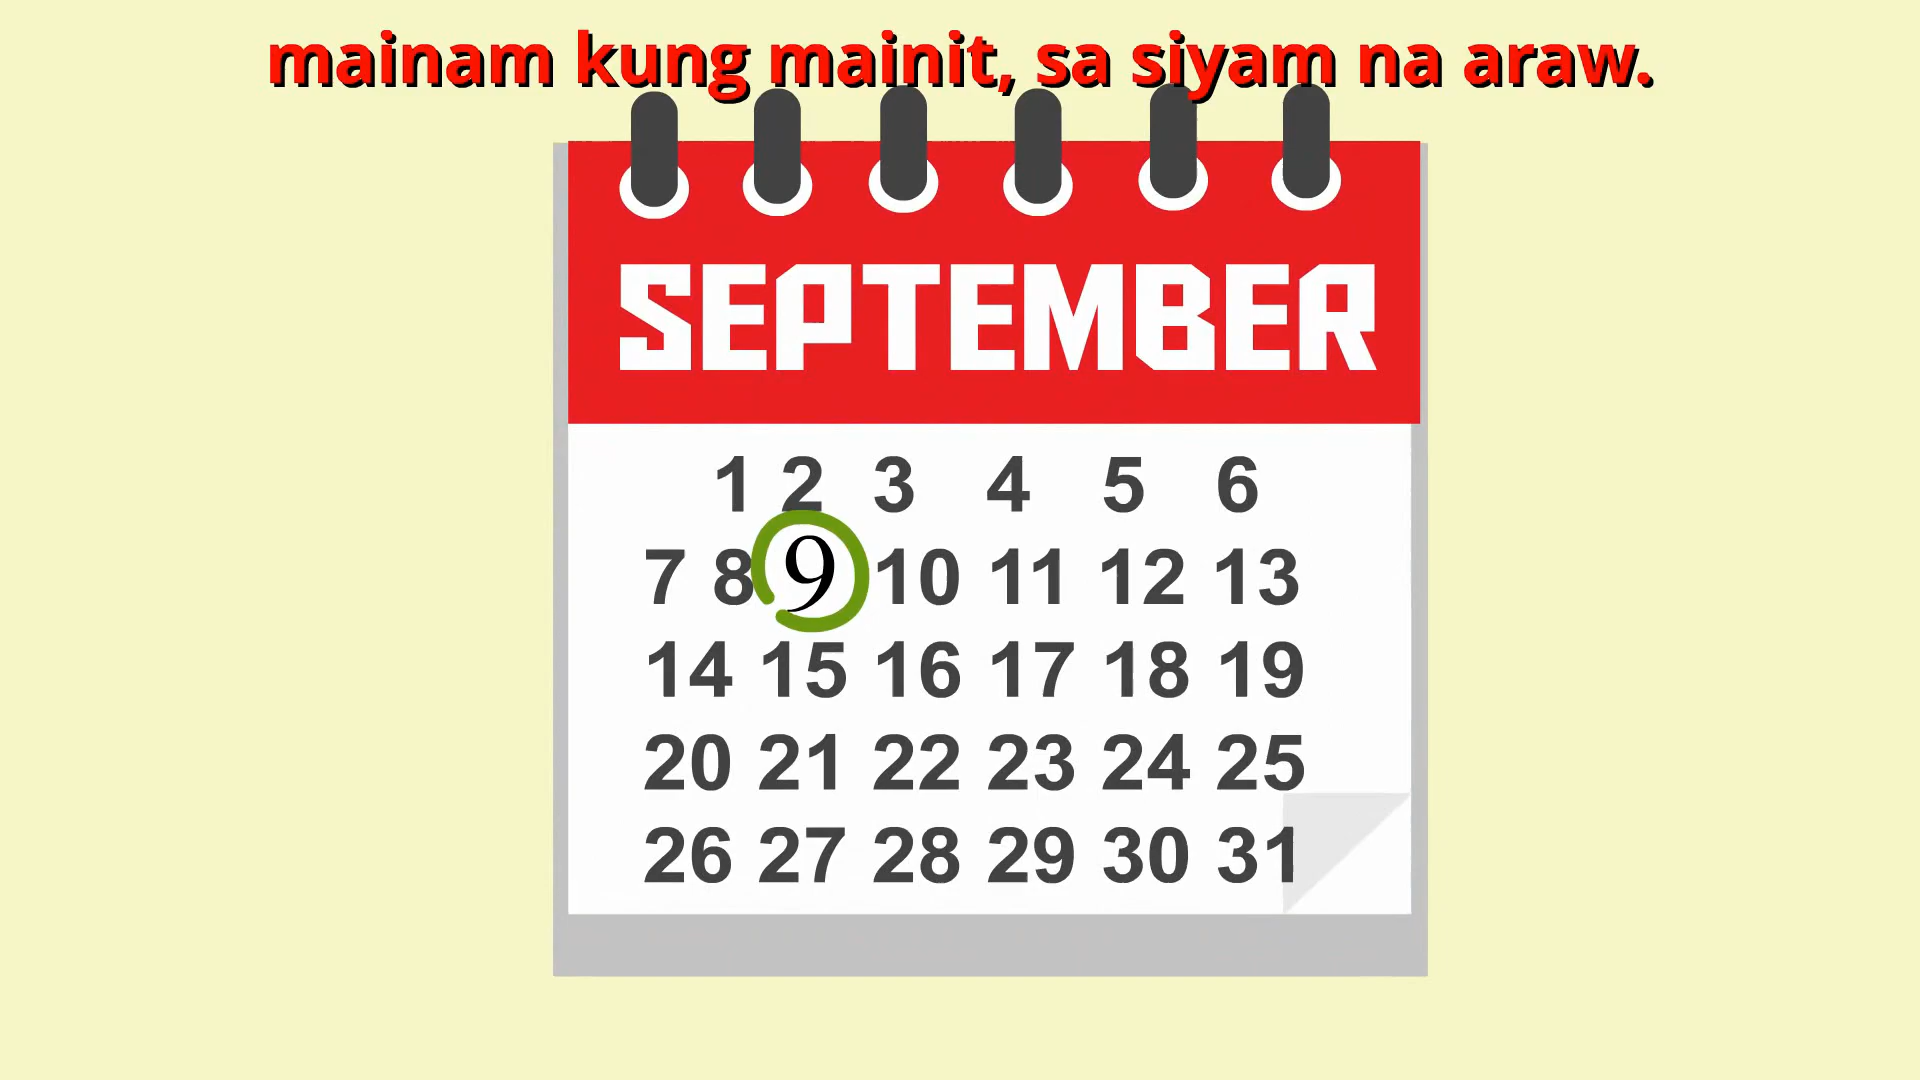 mainam kung mainit, sa siyam na araw.
SEPTEMBER
1 2 3 4 5 6
7 8 9 10 11 12 13
14 15 16 17 18 19
20 21 22 23 24 25
26 27 28 29 30 31